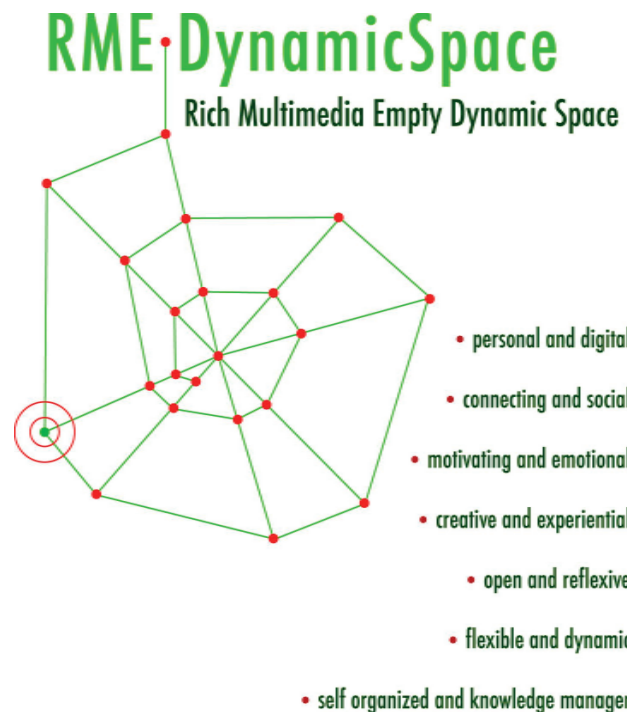 RME DynamicSpace
Rich Multimedia Empty Dynamic Space
• personal and digital
• connecting and social
• motivating and emotional
• creative and experiential
• open and reflexive
• flexible and dynamic
• self organized and knowledge manager